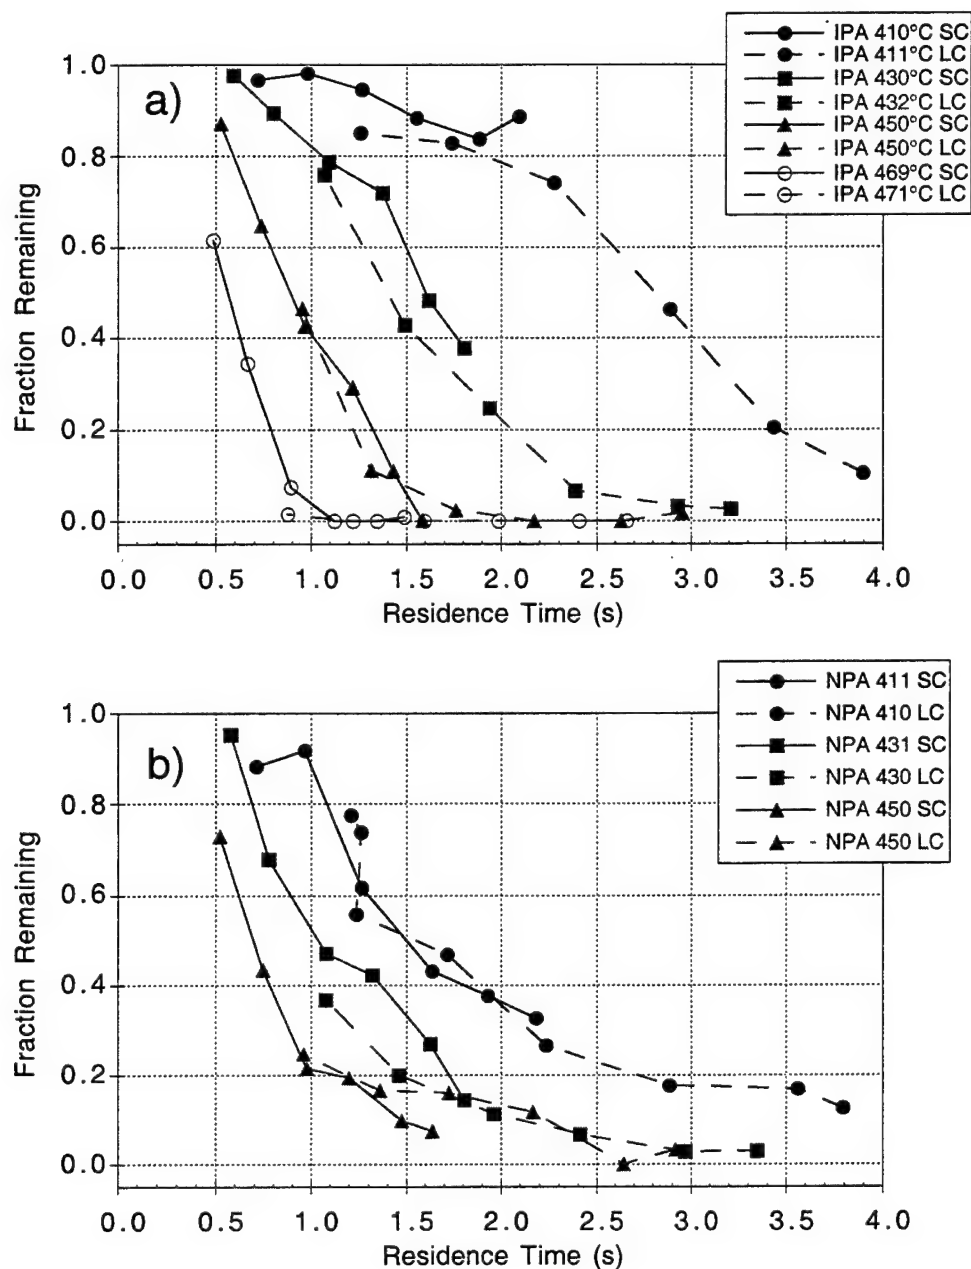 IPA 410°C SC
IPA 411°C LC
IPA 430°C SC
IPA 432°C LC
IPA 450°C SC
IPA 450°C LC
IPA 469°C SC
IPA 471°C LC
a)
1.0
0.8
0.6
0.4
0.2
0.0
Fraction Remaining
0.0 0.5 1.0 1.5 2.0 2.5 3.0 3.5 4.0
Residence Time (s)
NPA 411 SC
NPA 410 LC
NPA 431 SC
NPA 430 LC
NPA 450 SC
NPA 450 LC
b)
1.0
0.8
0.6
0.4
0.2
0.0
Fraction Remaining
0.0 0.5 1.0 1.5 2.0 2.5 3.0 3.5 4.0
Residence Time (s)